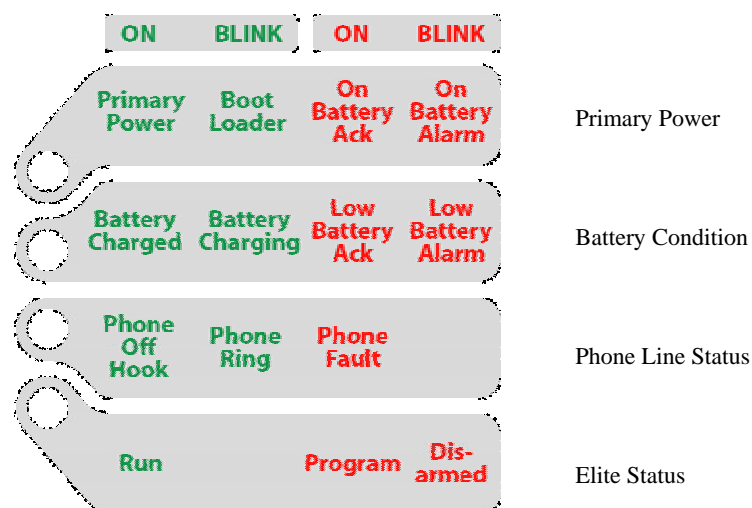 ON BLINK ON BLINK
Primary Power
Boot Loader
On Battery Ack
On Battery Alarm
Primary Power
Battery Charged
Battery Charging
Low Battery Ack
Low Battery Alarm
Battery Condition
Phone Off Hook
Phone Ring
Phone Fault
Phone Line Status
Run
Program
Dis-armed
Elite Status